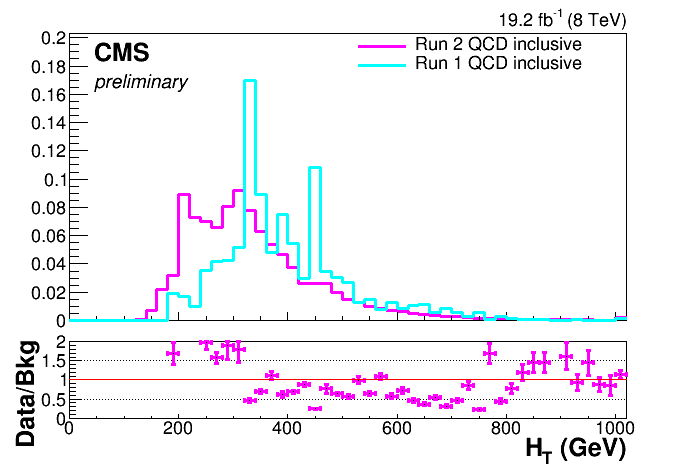 19.2 fb-1 (8 TeV)
CMS
preliminary
Run 2 QCD inclusive
Run 1 QCD inclusive
0.2
0.18
0.16
0.14
0.12
0.1
0.08
0.06
0.04
0.02
0
Data/Bkg
2
1.5
1
0.5
0
0 200 400 600 800 1000
HT (GeV)